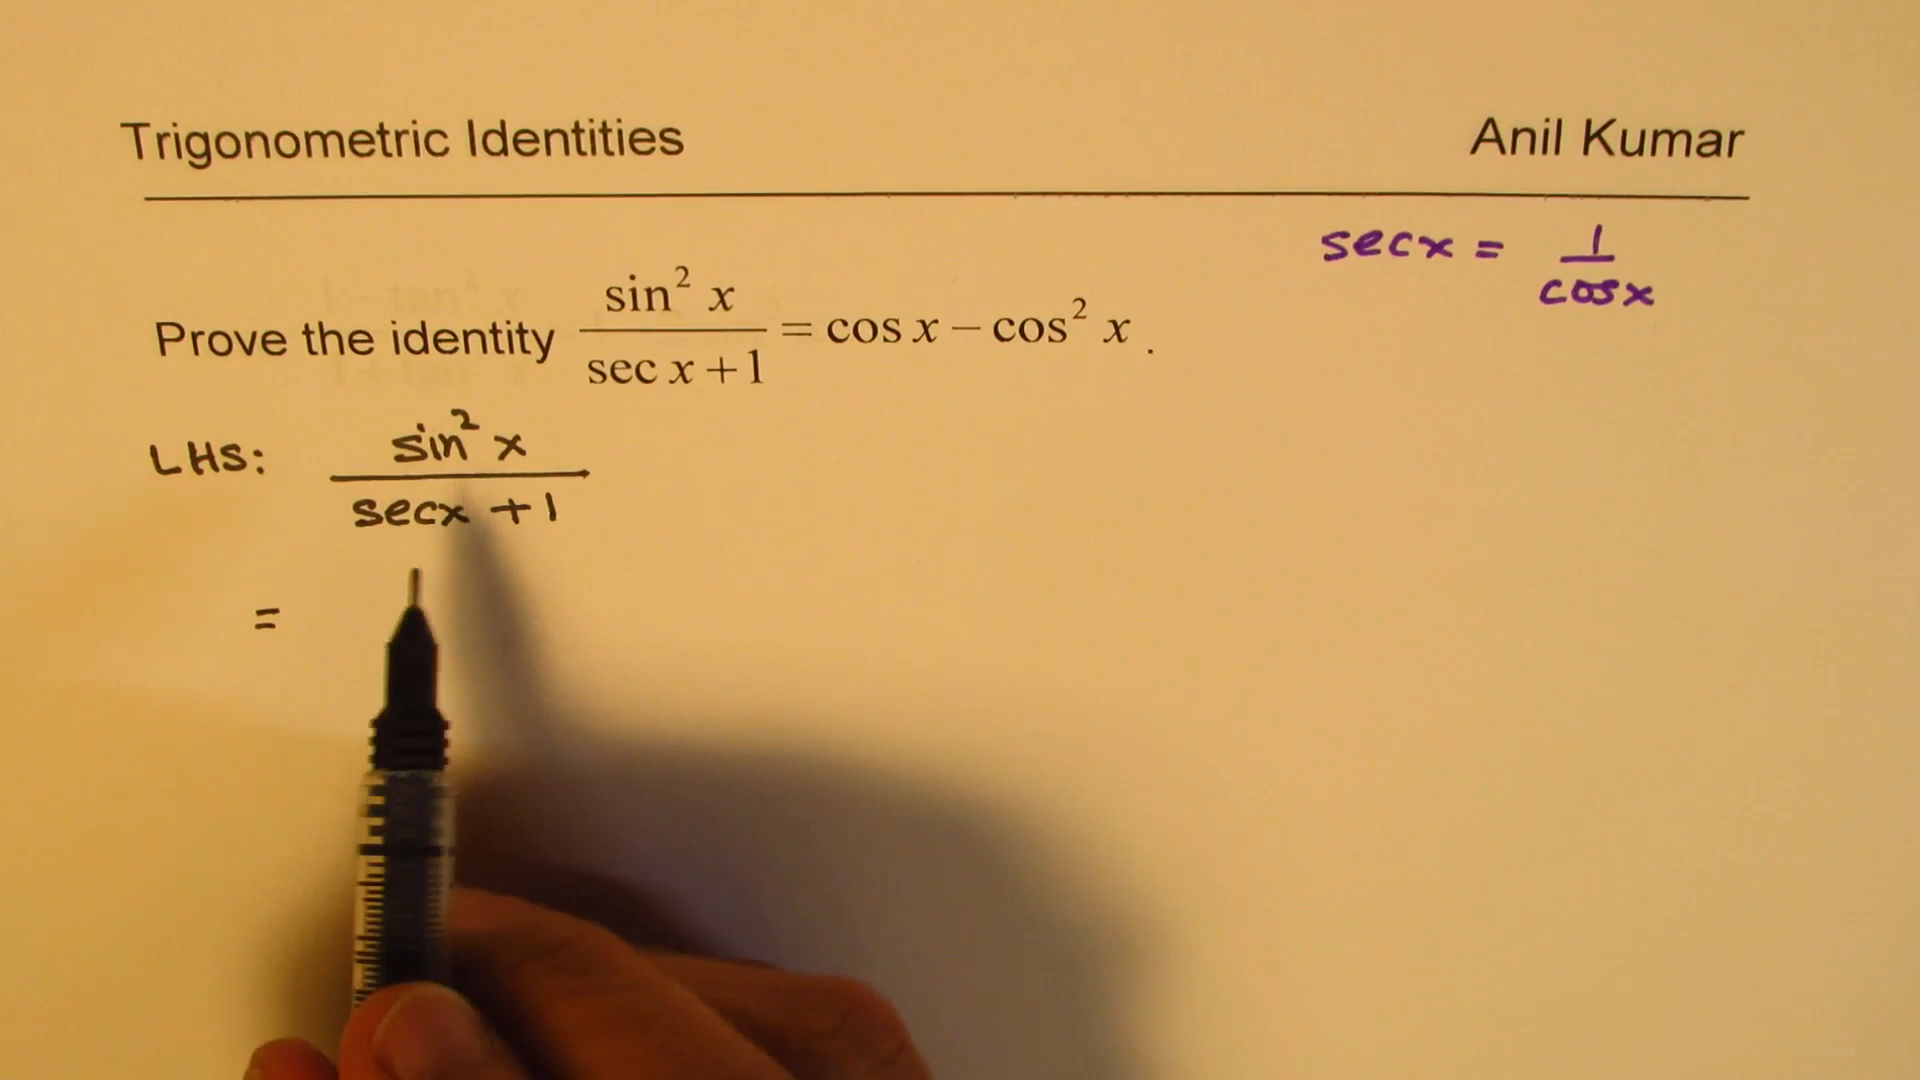 Trigonometric Identities Anil Kumar
sec x = 1/cos x
Prove the identity sin² x / (sec x + 1) = cos x − cos² x .
LHS: sin² x / (sec x + 1)
=